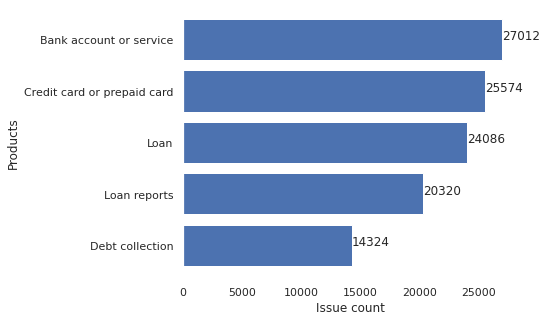 Products
Bank account or service 27012
Credit card or prepaid card 25574
Loan 24086
Loan reports 20320
Debt collection 14324
0 5000 10000 15000 20000 25000
Issue count